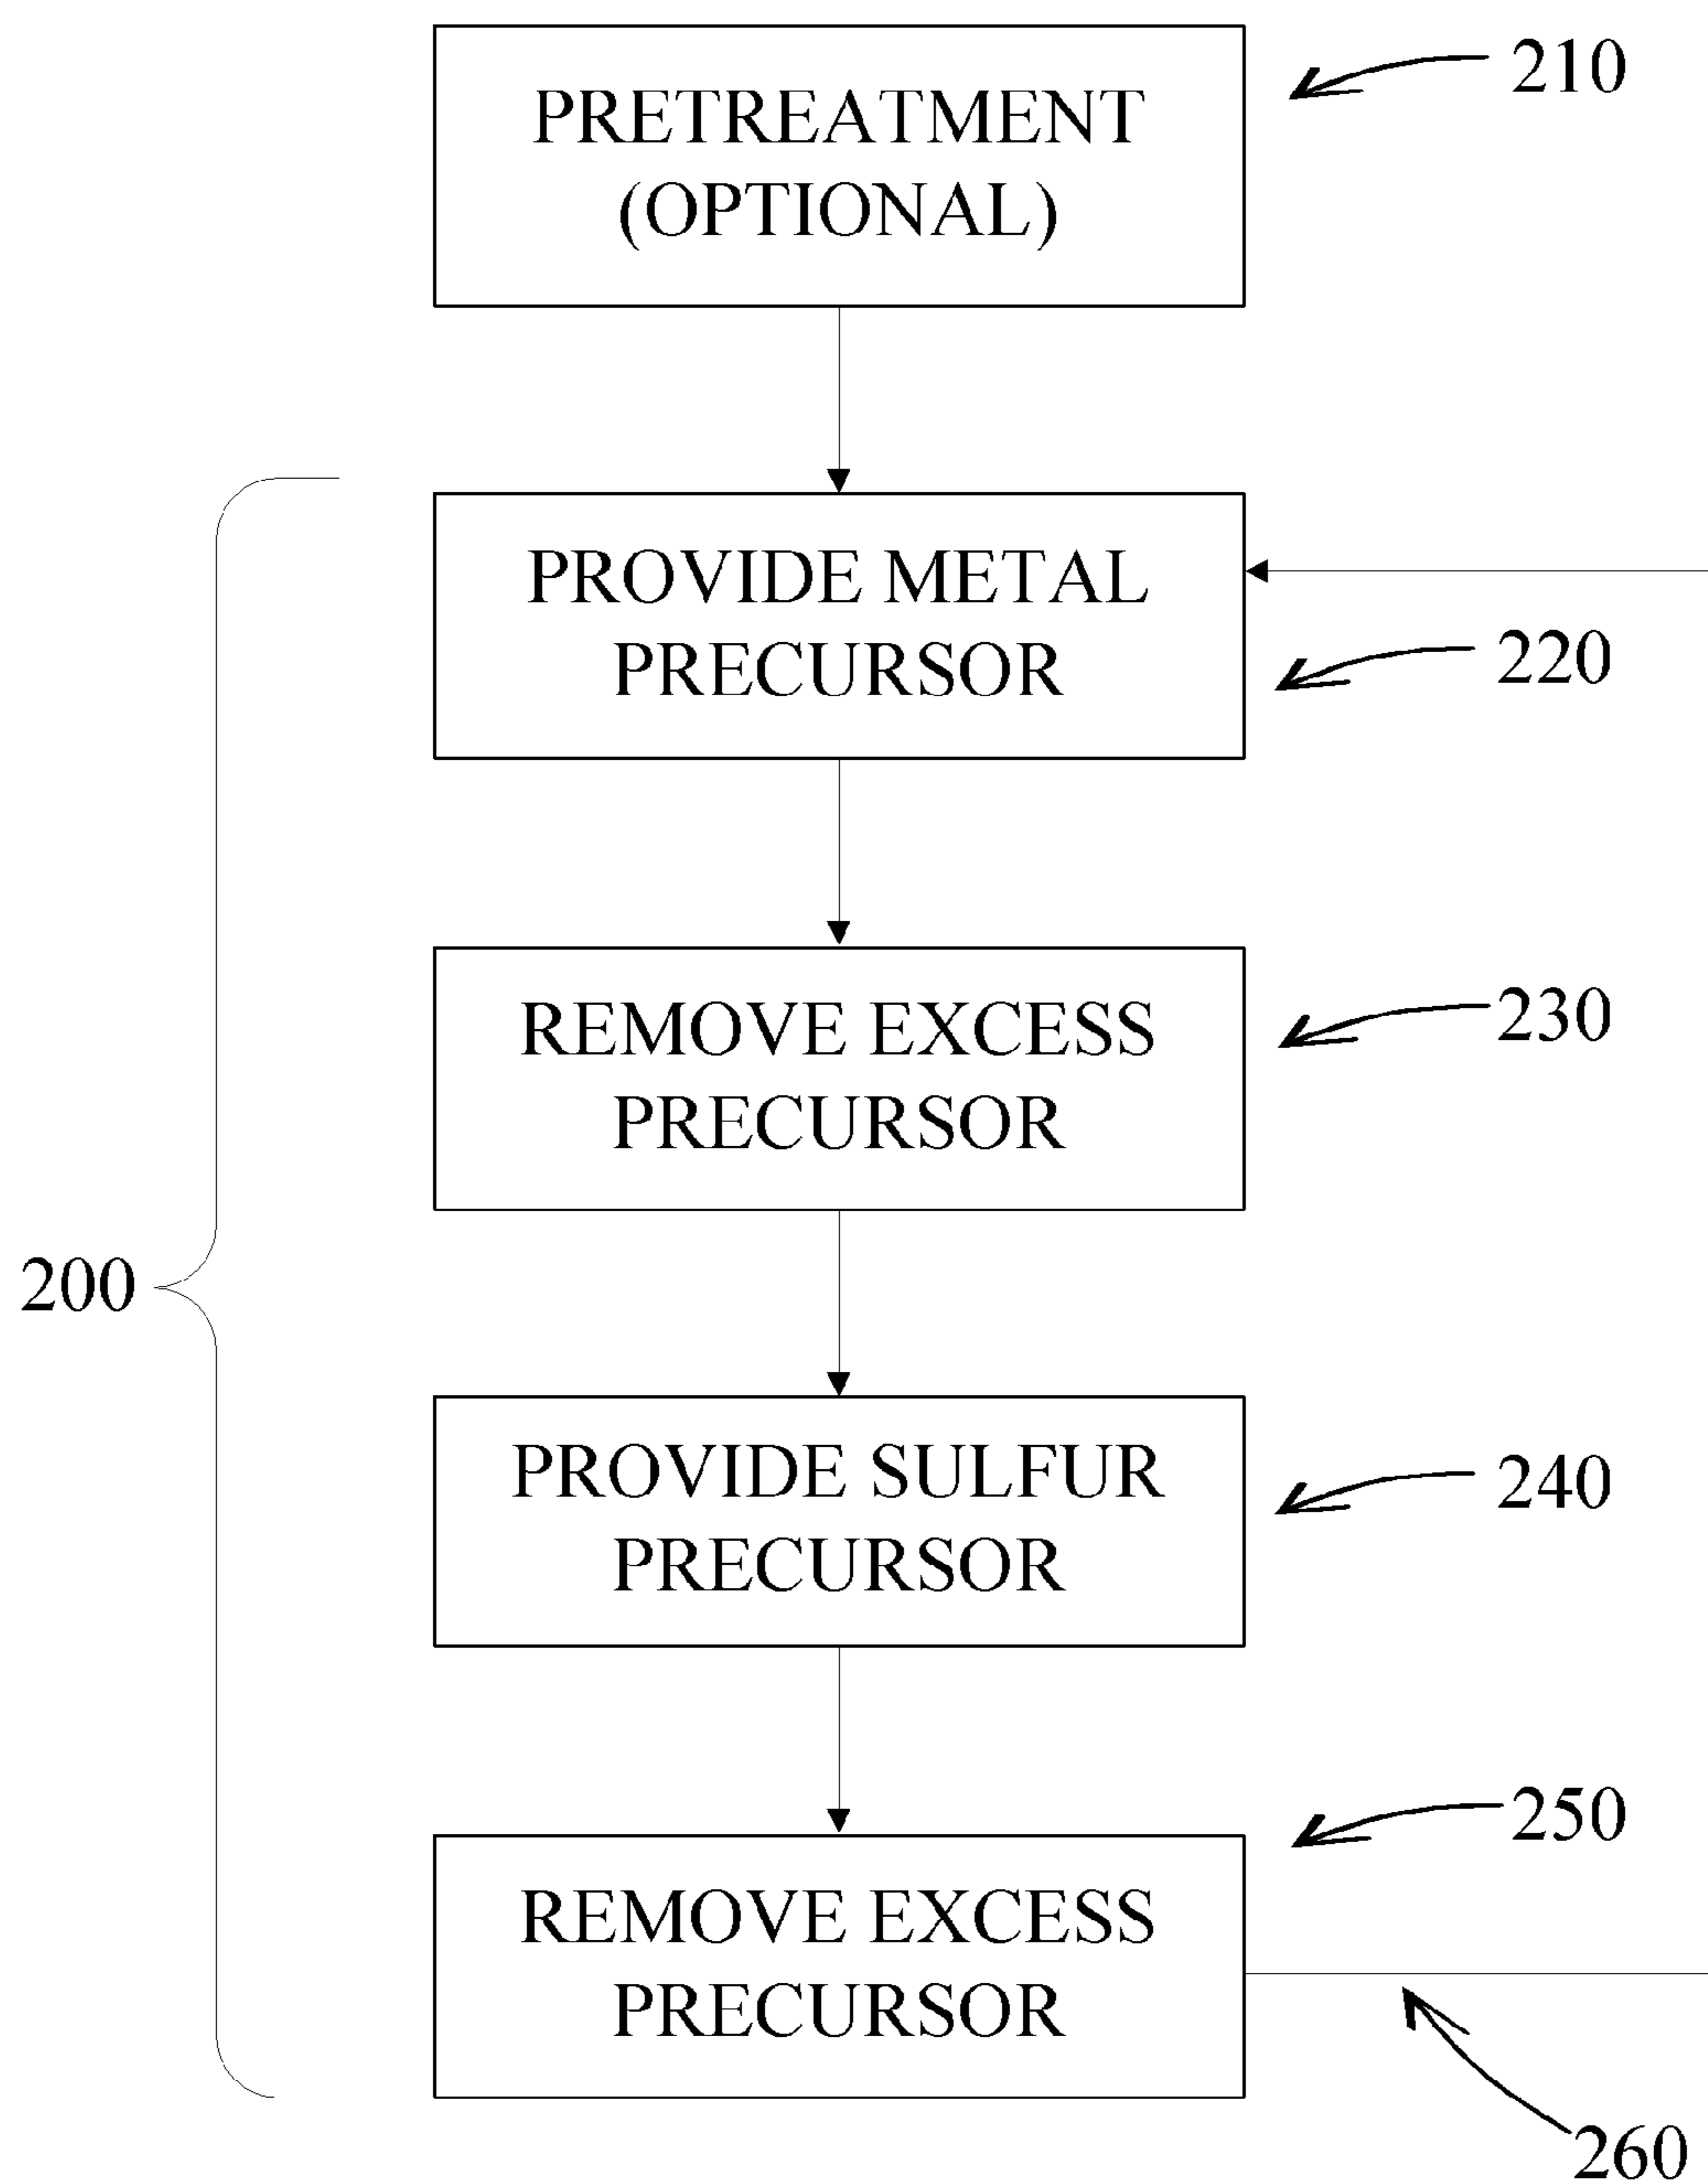 PRETREATMENT
(OPTIONAL)
210
PROVIDE METAL
PRECURSOR
220
REMOVE EXCESS
PRECURSOR
230
200
PROVIDE SULFUR
PRECURSOR
240
REMOVE EXCESS
PRECURSOR
250
260